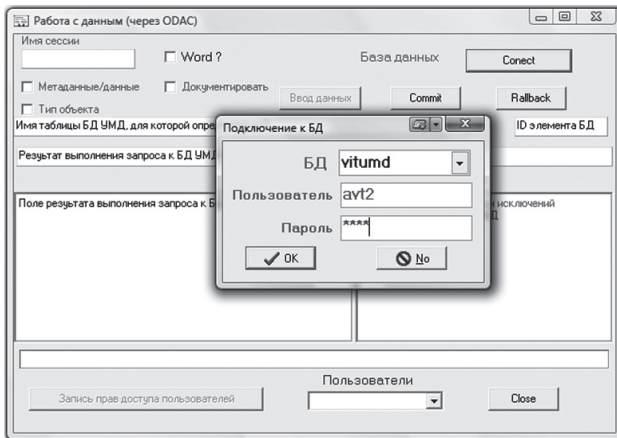 Работа с данным (через ODAC)
Имя сессии
Word ?
База данных
Conect
Метаданные/данные
Документировать
Ввод данных
Commit
Rallback
Тип объекта
Имя таблицы БД УМД, для которой опре
ID элемента БД
Резуьтат выполнения запроса к БД УМД
Подключение к БД
БД
vitumd
Пользователь
avt2
Пароль
****
OK
No
Поле резуьтата выполнения запроса к Б
исключений
Пользователи
Запись прав доступа пользователей
Close